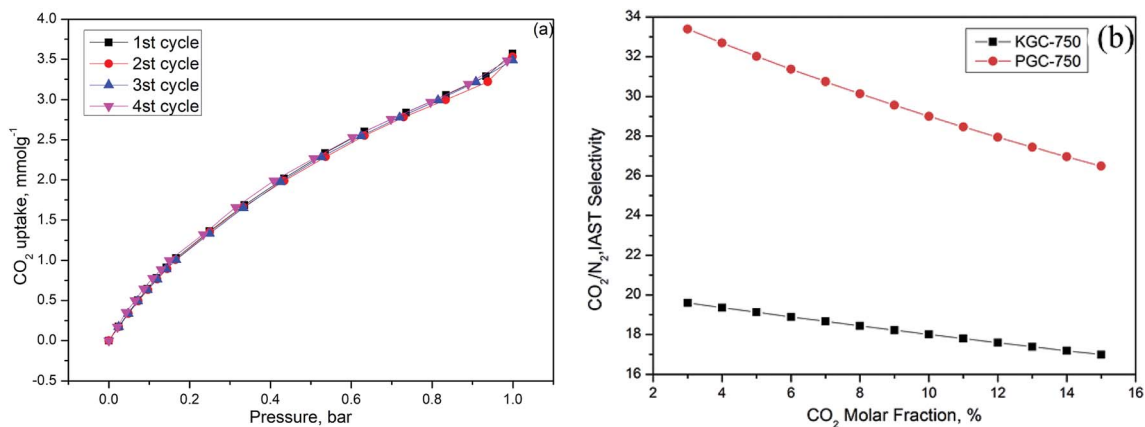 (a)
1st cycle
2st cycle
3st cycle
4st cycle
CO2 uptake, mmolg-1
4.0
3.5
3.0
2.5
2.0
1.5
1.0
0.5
0.0
-0.5
0.0 0.2 0.4 0.6 0.8 1.0
Pressure, bar
(b)
KGC-750
PGC-750
CO2/N2,IAST Selectivity
34
32
30
28
26
24
22
20
18
16
2 4 6 8 10 12 14 16
CO2 Molar Fraction, %